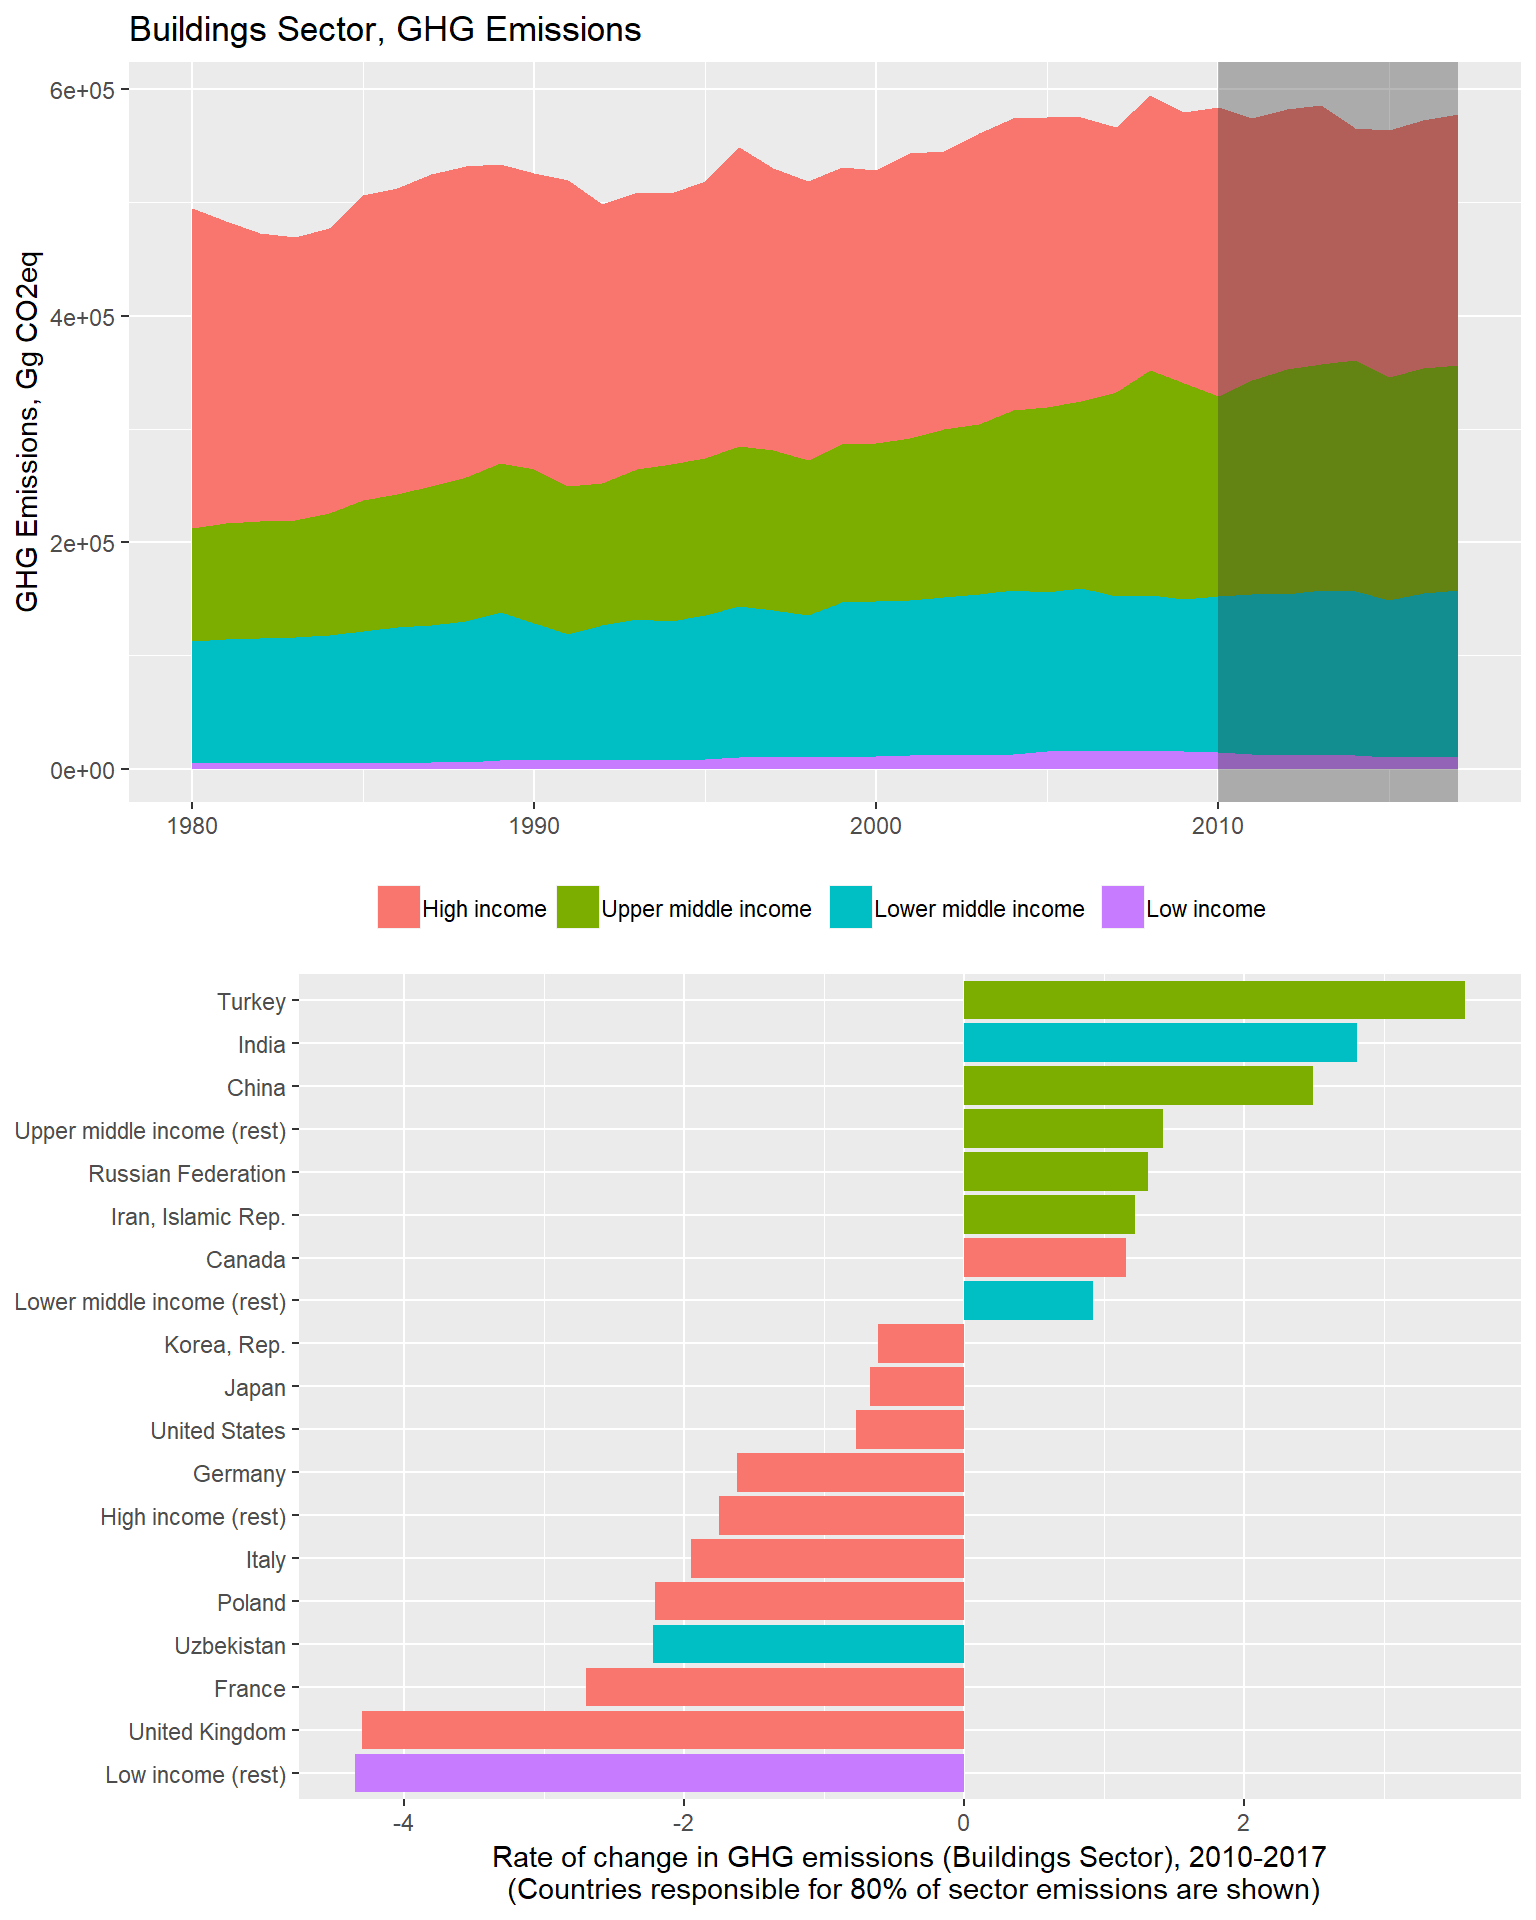 Buildings Sector, GHG Emissions
GHG Emissions, Gg CO2eq
6e+05
4e+05
2e+05
0e+00
1980 1990 2000 2010
High income Upper middle income Lower middle income Low income
Turkey
India
China
Upper middle income (rest)
Russian Federation
Iran, Islamic Rep.
Canada
Lower middle income (rest)
Korea, Rep.
Japan
United States
Germany
High income (rest)
Italy
Poland
Uzbekistan
France
United Kingdom
Low income (rest)
-4 -2 0 2
Rate of change in GHG emissions (Buildings Sector), 2010-2017
(Countries responsible for 80% of sector emissions are shown)